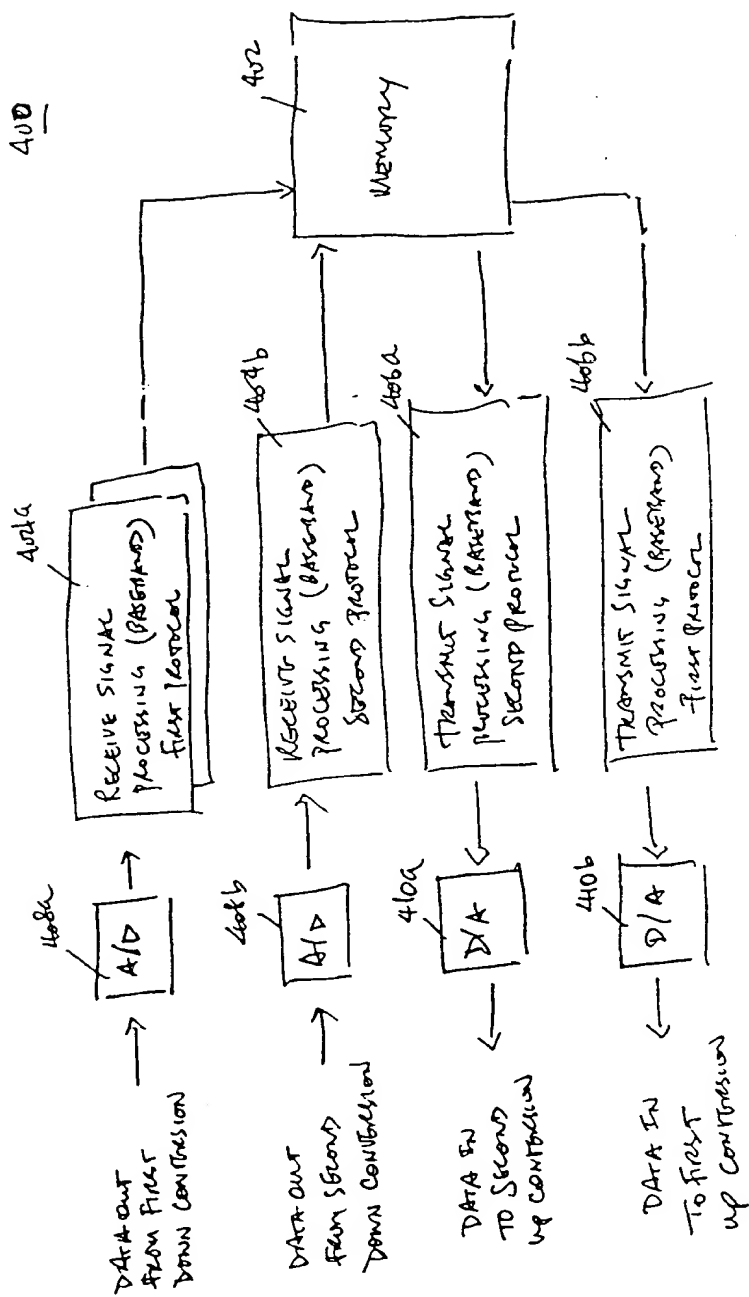 400
DATA OUT
FROM FIRST
DOWN CONVERSION
408a
A/D
404a
RECEIVE SIGNAL
PROCESSING (BASEBAND)
FIRST PROTOCOL
402
MEMORY
DATA OUT
FROM SECOND
DOWN CONVERSION
408b
A/D
404b
RECEIVE SIGNAL
PROCESSING (BASEBAND)
SECOND PROTOCOL
DATA IN
TO SECOND
UP CONVERSION
410a
D/A
406a
TRANSMIT SIGNAL
PROCESSING (BASEBAND)
SECOND PROTOCOL
DATA IN
TO FIRST
UP CONVERSION
410b
D/A
406b
TRANSMIT SIGNAL
PROCESSING (BASEBAND)
FIRST PROTOCOL